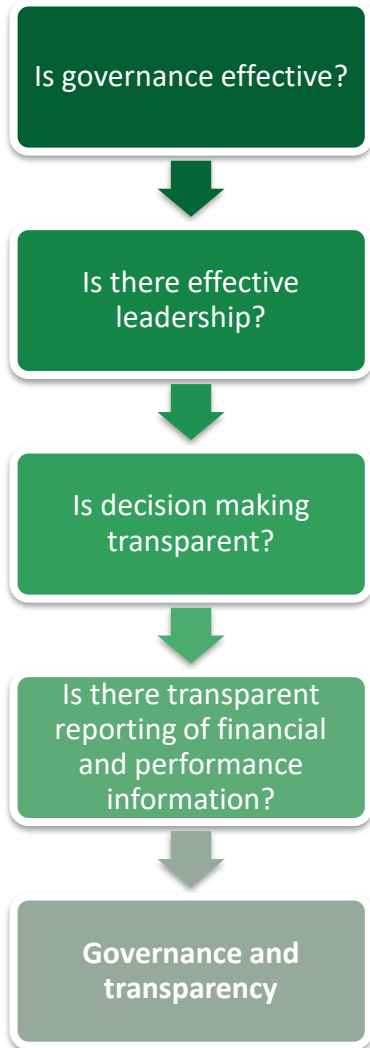 Is governance effective?
Is there effective
leadership?
Is decision making
transparent?
Is there transparent
reporting of financial
and performance
information?
Governance and
transparency